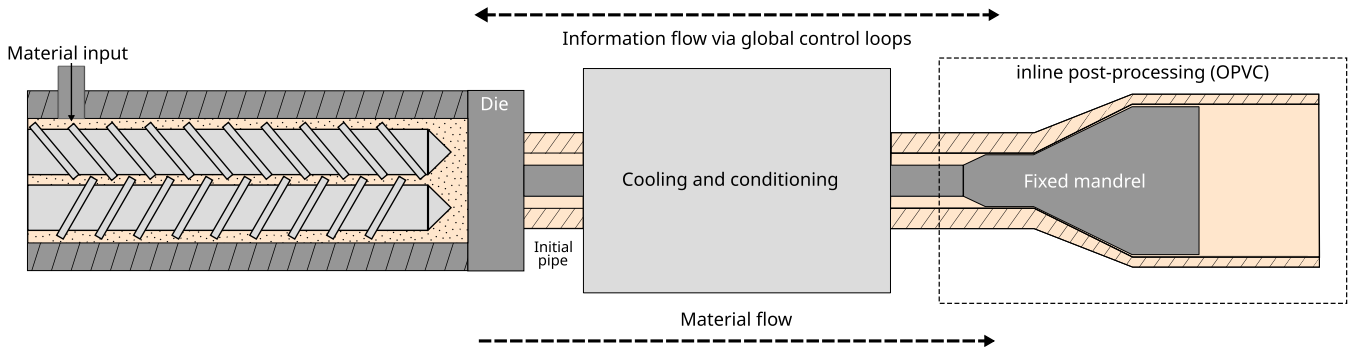 Information flow via global control loops
Material input
inline post-processing (OPVC)
Die
Cooling and conditioning
Fixed mandrel
Initial
pipe
Material flow